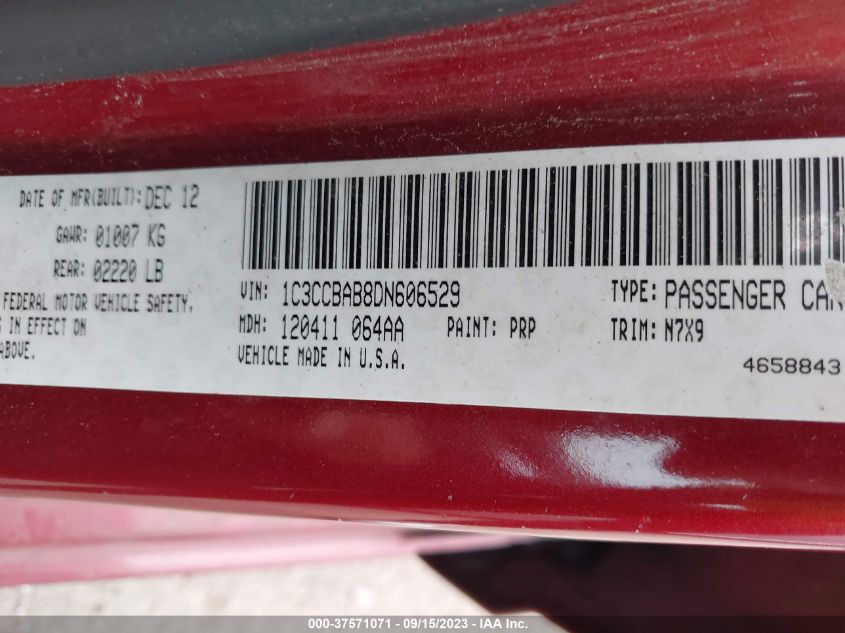 DATE OF MFR(BUILT): DEC 12
GAWR: 01007 KG
REAR: 02220 LB
FEDERAL MOTOR VEHICLE SAFETY,
IN EFFECT ON
ABOVE.
VIN: 1C3CCBAB8DN606529
TYPE: PASSENGER CAR
MDH: 120411 064AA
PAINT: PRP
TRIM: N7X9
VEHICLE MADE IN U.S.A.
4658843
000-37571071 - 09/15/2023 - IAA Inc.